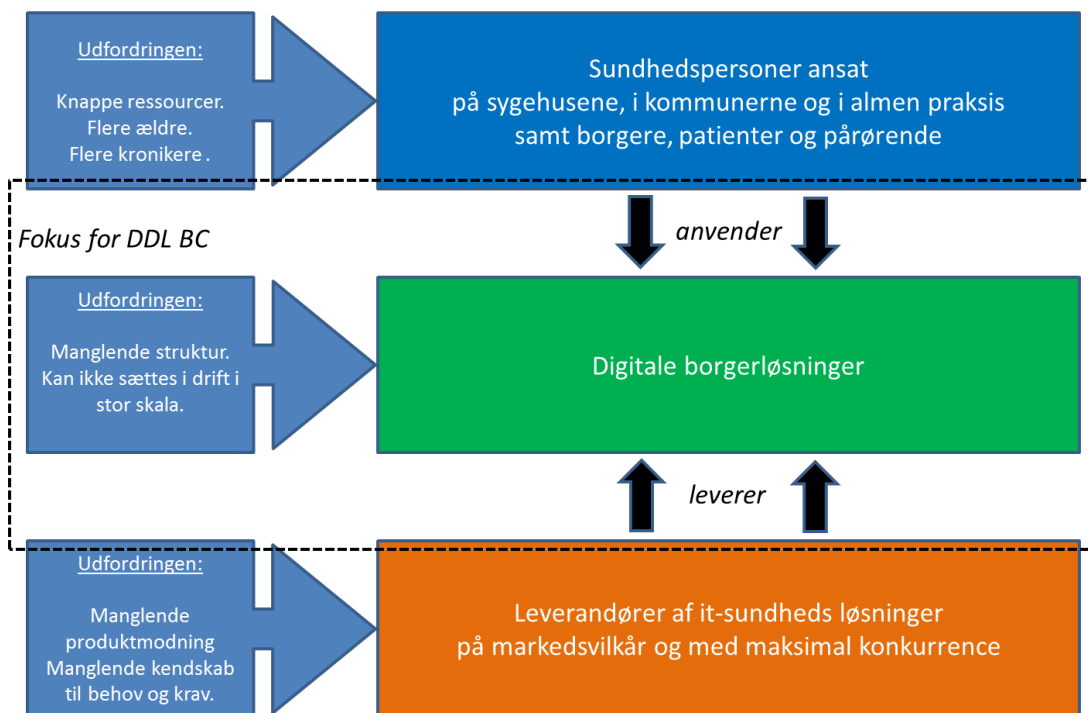 Udfordringen:
Knappe ressourcer.
Flere ældre.
Flere kronikere .
Sundhedspersoner ansat
på sygehusene, i kommunerne og i almen praksis
samt borgere, patienter og pårørende
Fokus for DDL BC
anvender
Udfordringen:
Manglende struktur.
Kan ikke sættes i drift i
stor skala.
Digitale borgerløsninger
leverer
Udfordringen:
Manglende
produktmodning
Manglende kendskab
til behov og krav.
Leverandører af it-sundheds løsninger
på markedsvilkår og med maksimal konkurrence